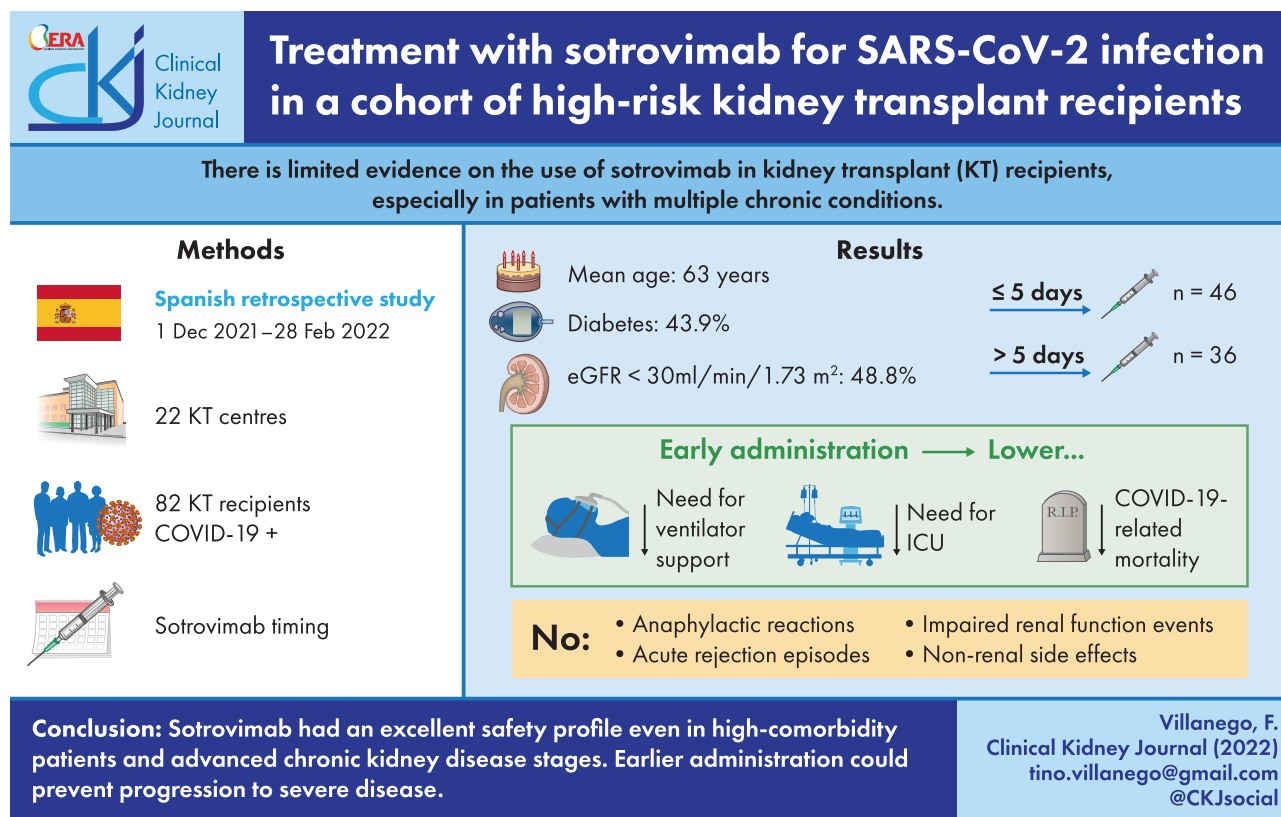 ERA
CKJ
Clinical
Kidney
Journal
Treatment with sotrovimab for SARS-CoV-2 infection
in a cohort of high-risk kidney transplant recipients
There is limited evidence on the use of sotrovimab in kidney transplant (KT) recipients,
especially in patients with multiple chronic conditions.
Methods
Spanish retrospective study
1 Dec 2021–28 Feb 2022
22 KT centres
82 KT recipients
COVID-19 +
Sotrovimab timing
Results
Mean age: 63 years
Diabetes: 43.9%
eGFR < 30ml/min/1.73 m²: 48.8%
≤ 5 days
n = 46
> 5 days
n = 36
Early administration → Lower...
Need for
ventilator
support
Need for
ICU
R.I.P.
COVID-19-
related
mortality
No:
• Anaphylactic reactions
• Acute rejection episodes
• Impaired renal function events
• Non-renal side effects
Conclusion: Sotrovimab had an excellent safety profile even in high-comorbidity
patients and advanced chronic kidney disease stages. Earlier administration could
prevent progression to severe disease.
Villanego, F.
Clinical Kidney Journal (2022)
tino.villanego@gmail.com
@CKJsocial